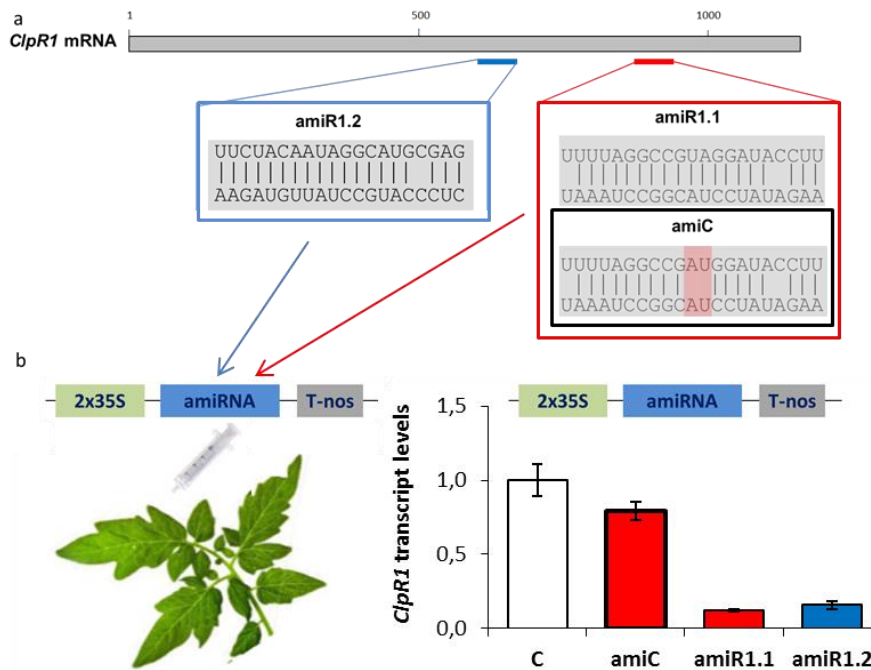 a
1 500 1000
ClpR1 mRNA
amiR1.2
UUCUACAAUAGGCAUGCGAG
AAGAUGUUAUCCGUACCCUC
amiR1.1
UUUUAGGCCGUAGGAUACCUU
UAAAUCCGGCAUCCUAUAGAA
amiC
UUUUAGGCCGAUGGAUACCUU
UAAAUCCGGCAUCCUAUAGAA
b
2x35S amiRNA T-nos
2x35S amiRNA T-nos
ClpR1 transcript levels
1,5
1,0
0,5
0,0
C amiC amiR1.1 amiR1.2